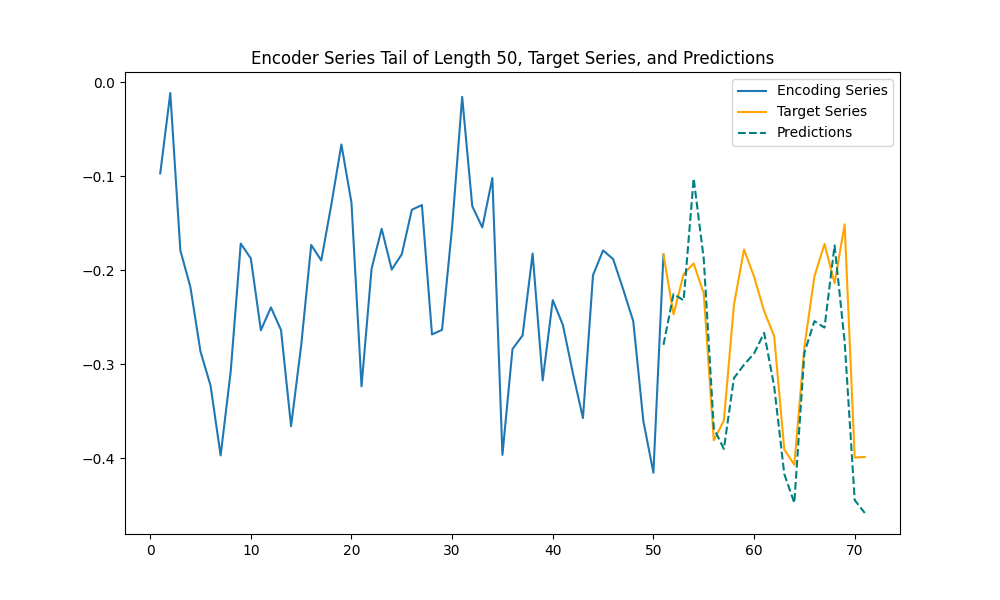 Encoder Series Tail of Length 50, Target Series, and Predictions
Encoding Series
Target Series
Predictions
0.0
−0.1
−0.2
−0.3
−0.4
0 10 20 30 40 50 60 70